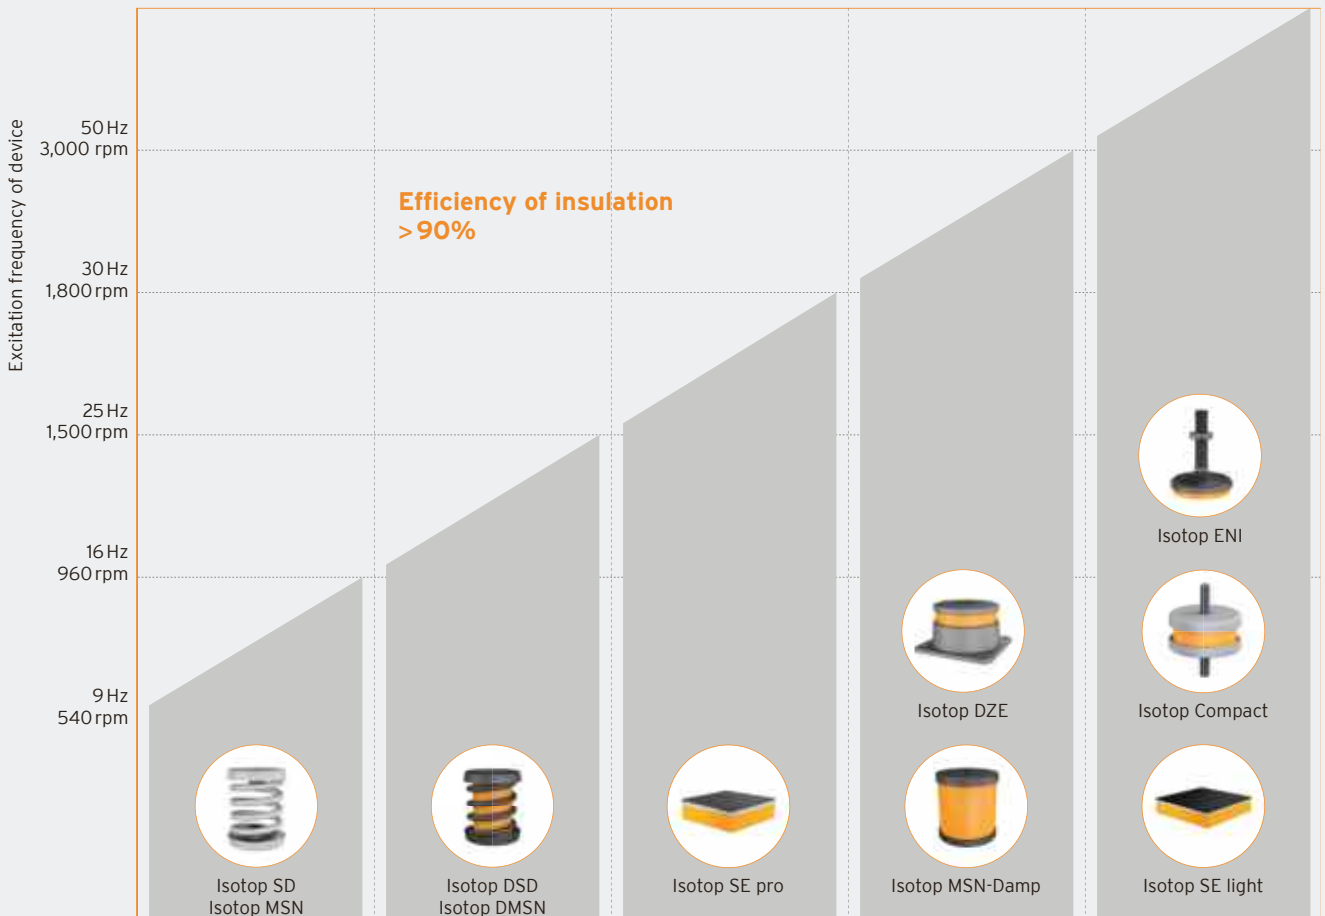 Excitation frequency of device
50 Hz
3,000 rpm
30 Hz
1,800 rpm
25 Hz
1,500 rpm
16 Hz
960 rpm
9 Hz
540 rpm
Efficiency of insulation
> 90%
Isotop ENI
Isotop DZE
Isotop Compact
Isotop SD
Isotop MSN
Isotop DSD
Isotop DMSN
Isotop SE pro
Isotop MSN-Damp
Isotop SE light